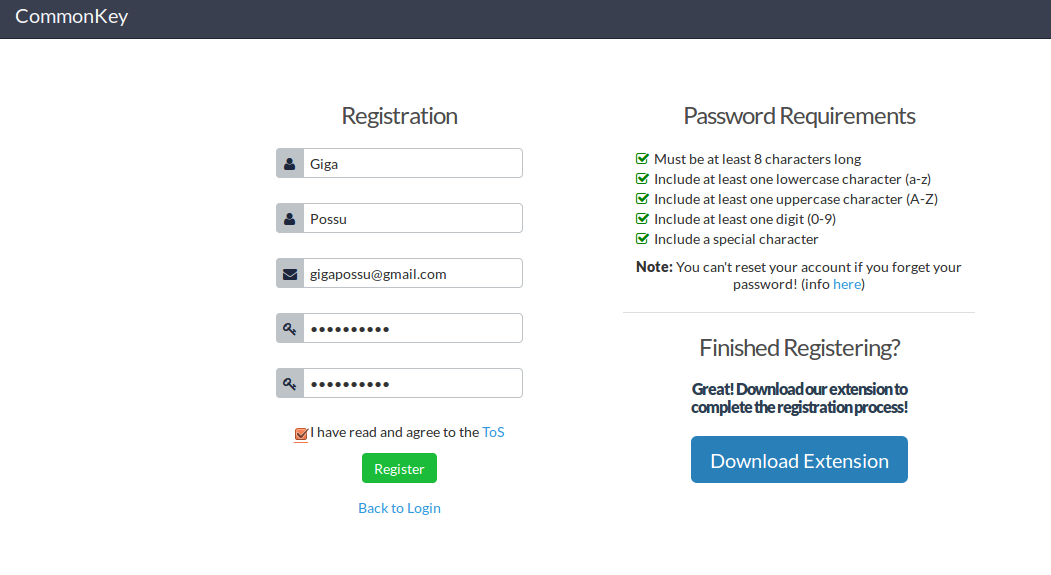 CommonKey
Registration
Giga
Possu
gigapossu@gmail.com
••••••••••
••••••••••
I have read and agree to the ToS
Register
Back to Login
Password Requirements
Must be at least 8 characters long
Include at least one lowercase character (a-z)
Include at least one uppercase character (A-Z)
Include at least one digit (0-9)
Include a special character
Note: You can't reset your account if you forget your
password! (info here)
Finished Registering?
Great! Download our extension to
complete the registration process!
Download Extension